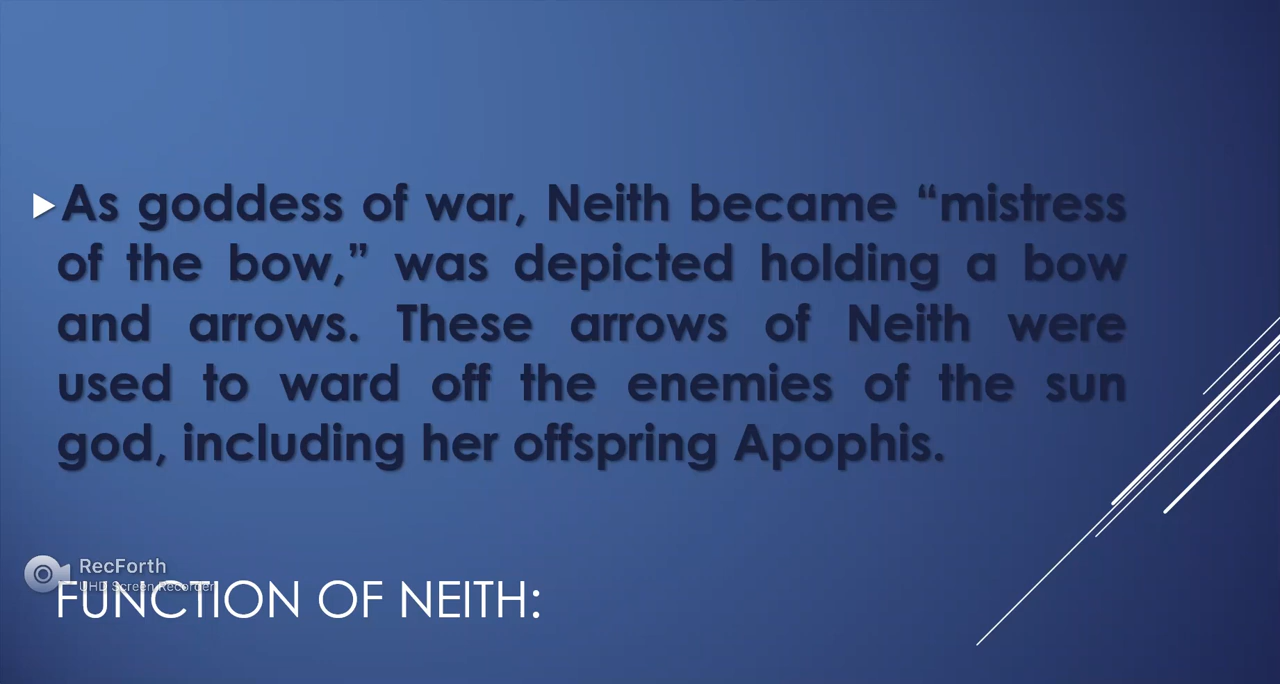 As goddess of war, Neith became “mistress
of the bow,” was depicted holding a bow
and arrows. These arrows of Neith were
used to ward off the enemies of the sun
god, including her offspring Apophis.
RecForth
UHD Screen Recorder
FUNCTION OF NEITH: